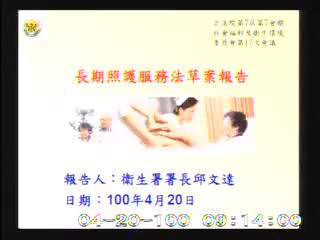 立法院第7屆第7會期
社會福利及衛生環境
委員會第17次會議
長期照護服務法草案報告
報告人：衛生署署長邱文達
日期：100年4月20日
04-20-100 09:14:00